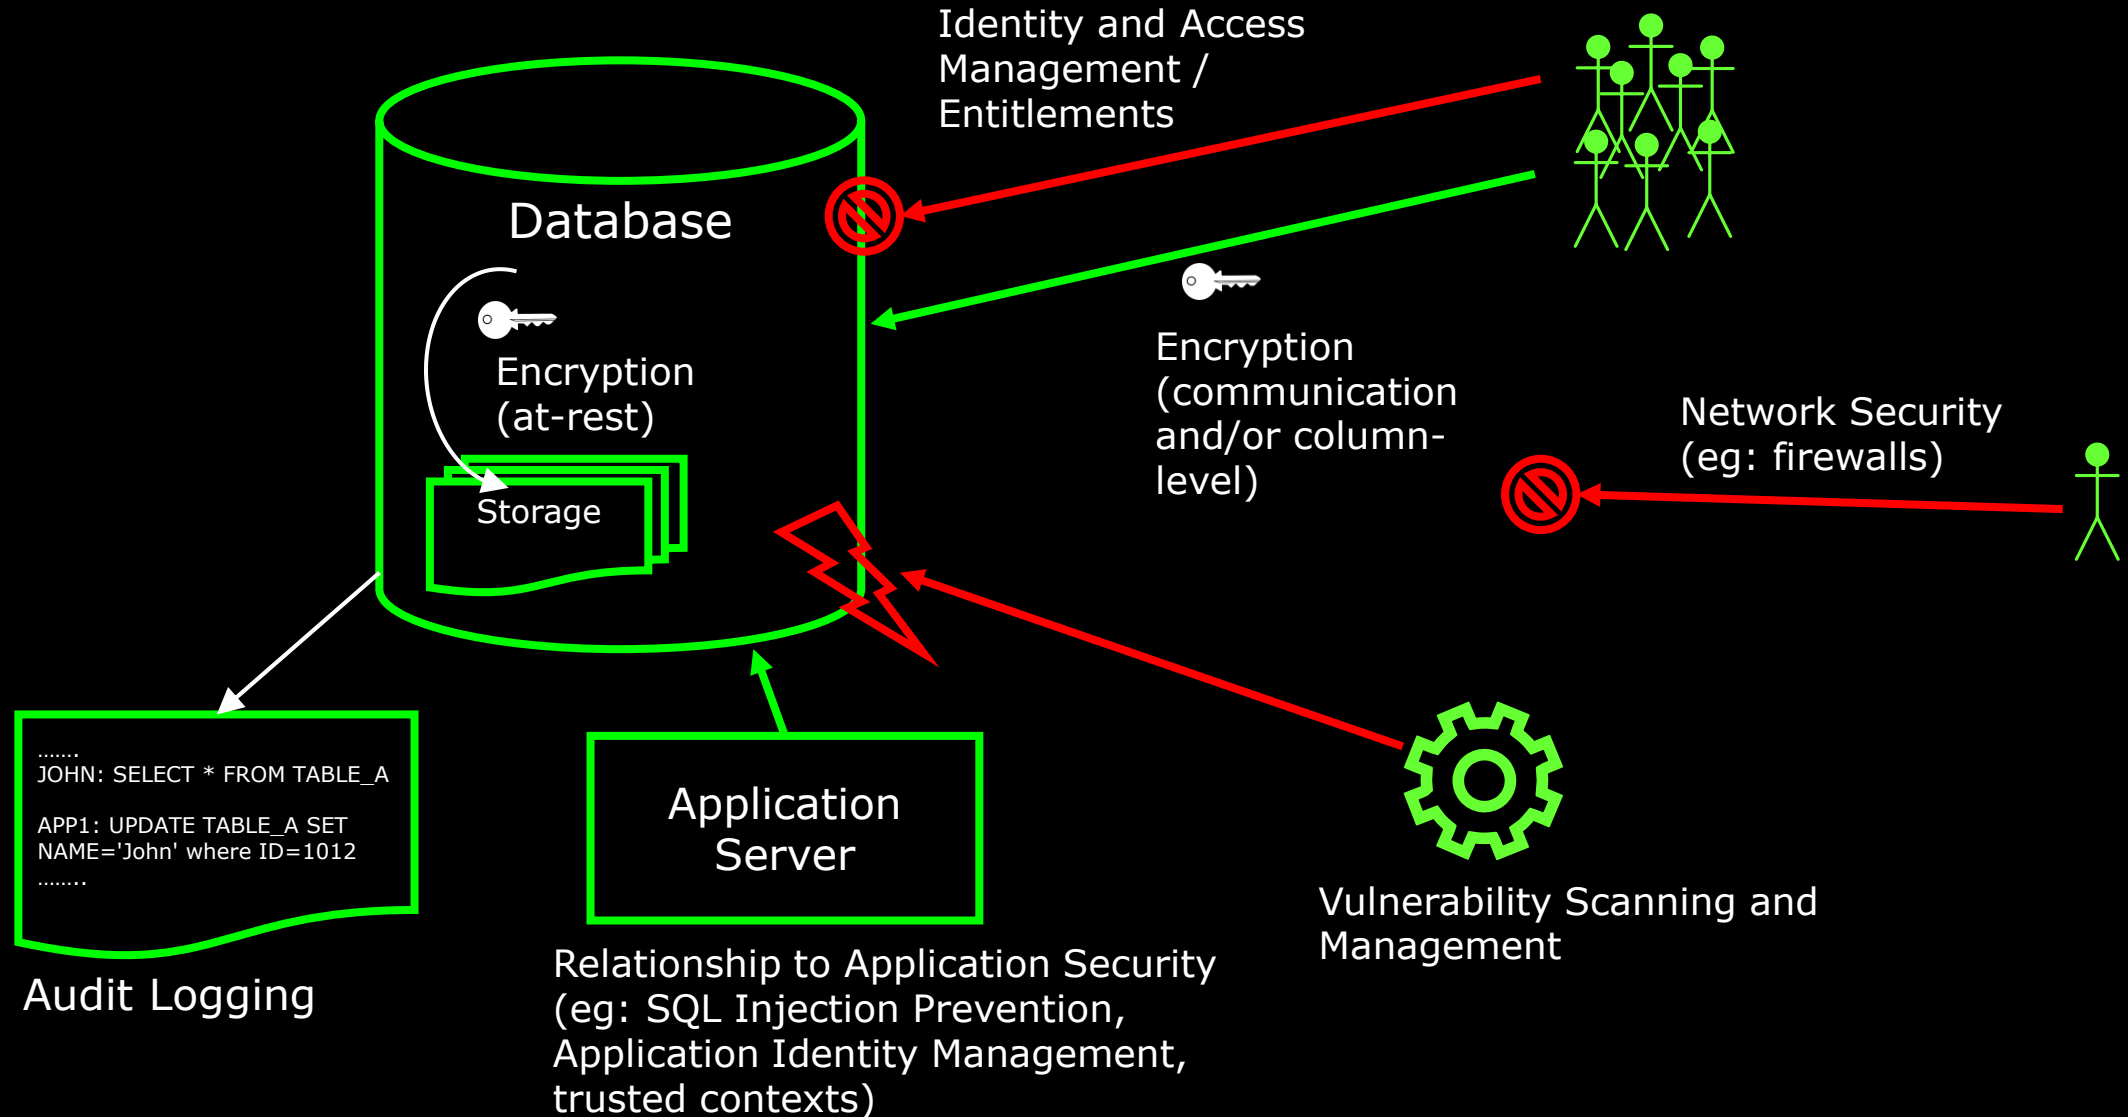 Identity and Access
Management /
Entitlements
Database
Encryption
(at-rest)
Storage
Encryption
(communication
and/or column-
level)
Network Security
(eg: firewalls)
.......
JOHN: SELECT * FROM TABLE_A
APP1: UPDATE TABLE_A SET
NAME='John' where ID=1012
........
Audit Logging
Application
Server
Relationship to Application Security
(eg: SQL Injection Prevention,
Application Identity Management,
trusted contexts)
Vulnerability Scanning and
Management